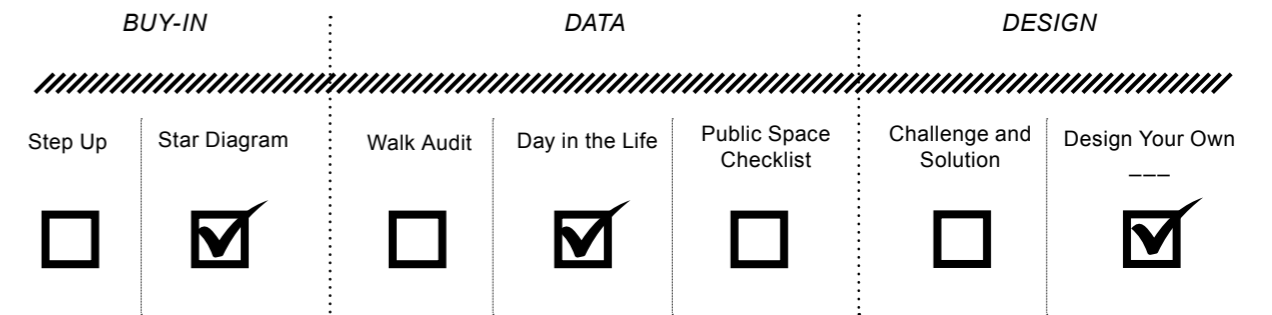 BUY-IN
DATA
DESIGN
Step Up
Star Diagram
Walk Audit
Day in the Life
Public Space
Checklist
Challenge and
Solution
Design Your Own
___